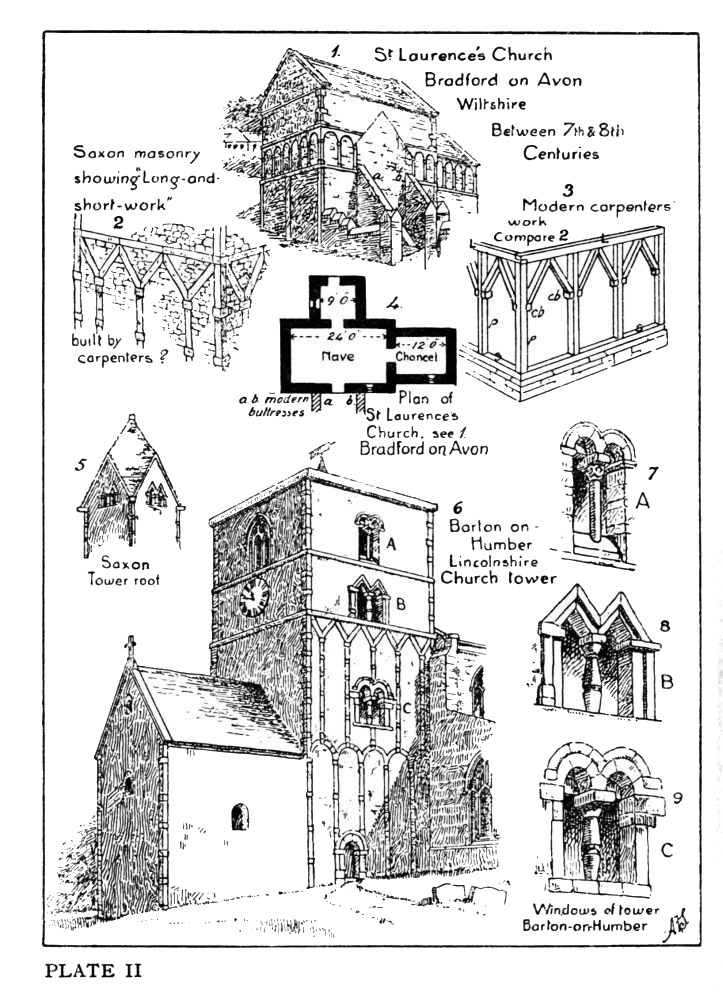 1. St Laurence's Church
Bradford on Avon
Wiltshire
Between 7th & 8th
Centuries
a. b.
Saxon masonry
showing "Long-and-
short-work"
2
built by
carpenters ?
3
Modern carpenters'
work
Compare 2
cb cb
P P
4.
9' 0"
24' 0"
Nave
12' 0"
Chancel
a. b. modern
buttresses
a b
Plan of
St Laurence's
Church, see 1.
Bradford on Avon
5
Saxon
Tower roof
6
Barton on-
Humber
Lincolnshire
Church tower
A
B
C
7
A
8
B
9
C
Windows of tower
Barton-on-Humber
PLATE II